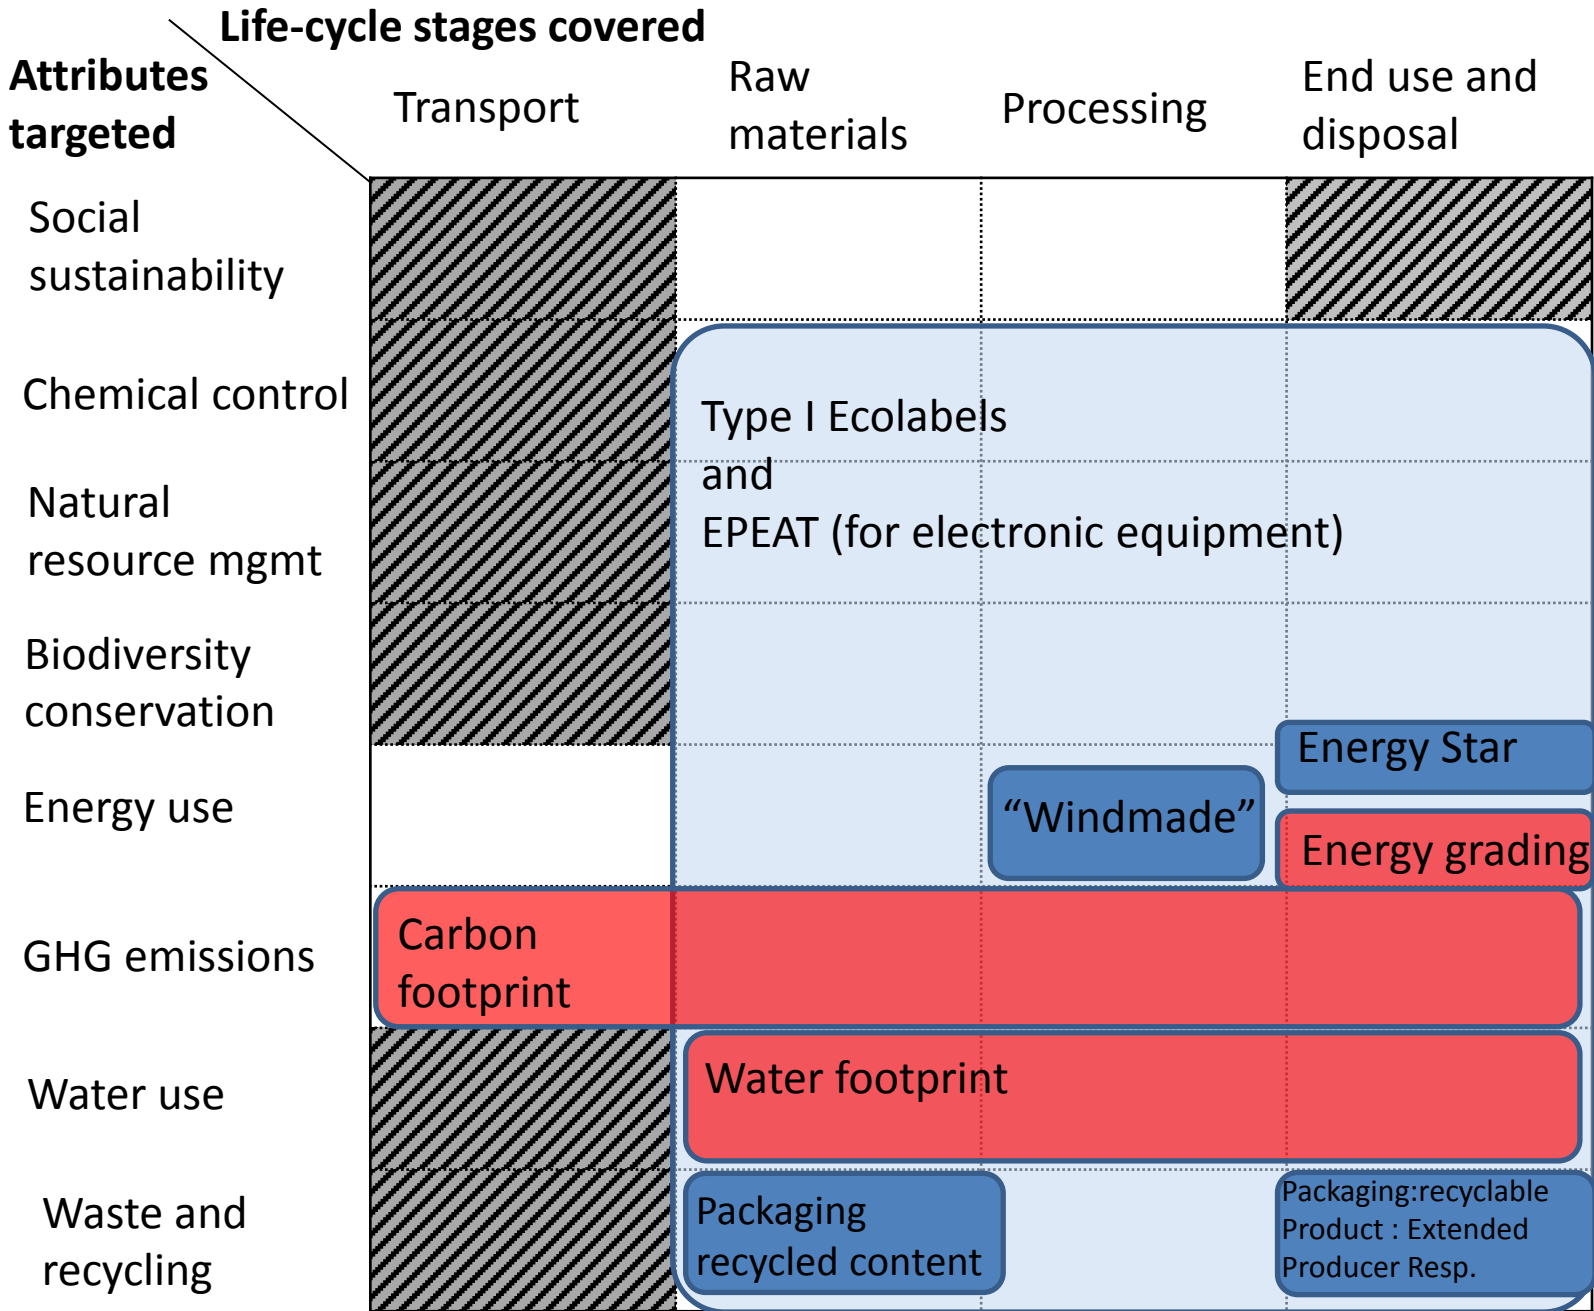 Life-cycle stages covered
Attributes
targeted
Transport
Raw
materials
Processing
End use and
disposal
Social
sustainability
Chemical control
Type I Ecolabels
and
EPEAT (for electronic equipment)
Natural
resource mgmt
Biodiversity
conservation
Energy use
“Windmade”
Energy Star
Energy grading
GHG emissions
Carbon
footprint
Water use
Water footprint
Waste and
recycling
Packaging
recycled content
Packaging:recyclable
Product : Extended
Producer Resp.